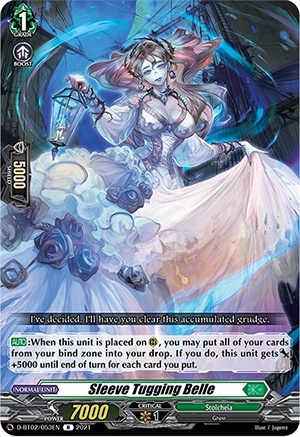 1
GRADE
BOOST
SHIELD
5000
I've decided. I'll have you clear this accumulated grudge.
AUTO:When this unit is placed on R, you may put all of your cards
from your bind zone into your drop. If you do, this unit gets
+5000 until end of turn for each card you put.
NORMAL UNIT
Sleeve Tugging Belle
POWER
7000
CRITICAL
1
Stoicheia
Ghost
D-BT02/053EN R 2021
Illust / Jugemt